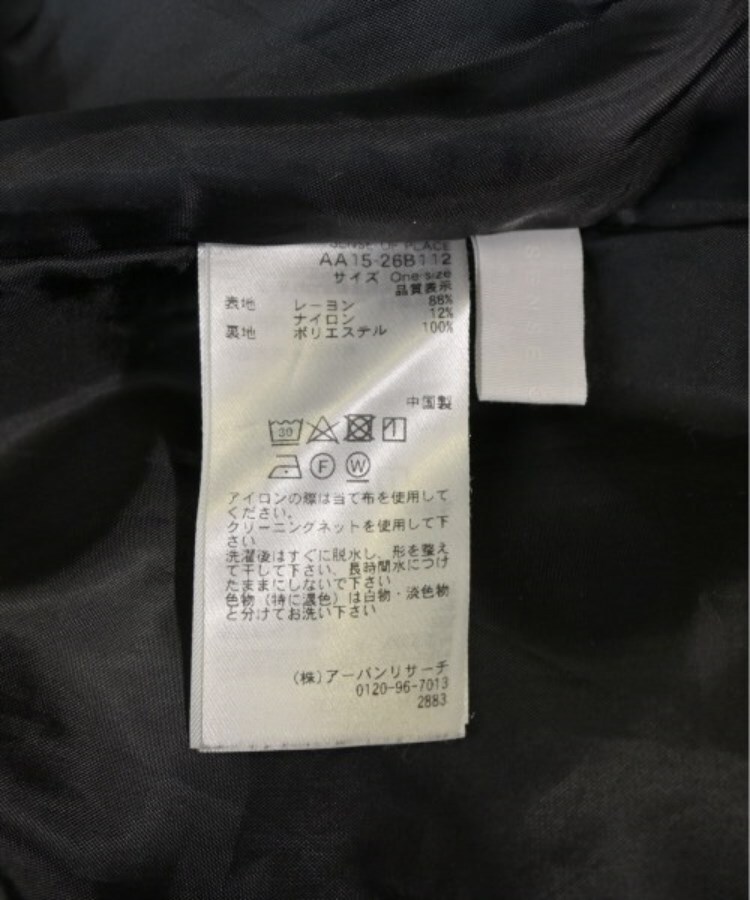 SENSE OF PLACE
AA15-26B112
サイズ One size
品質表示
表地 レーヨン 88%
ナイロン 12%
裏地 ポリエステル 100%
中国製
30
F W
アイロンの際は当て布を使用して
ください。
クリーニングネットを使用して下
さい
洗濯後はすぐに脱水し、形を整え
て干して下さい。長時間水につけ
たままにしないで下さい
色物（特に濃色）は白物・淡色物
と分けてお洗い下さい
(株)アーバンリサーチ
0120-96-7013
2883